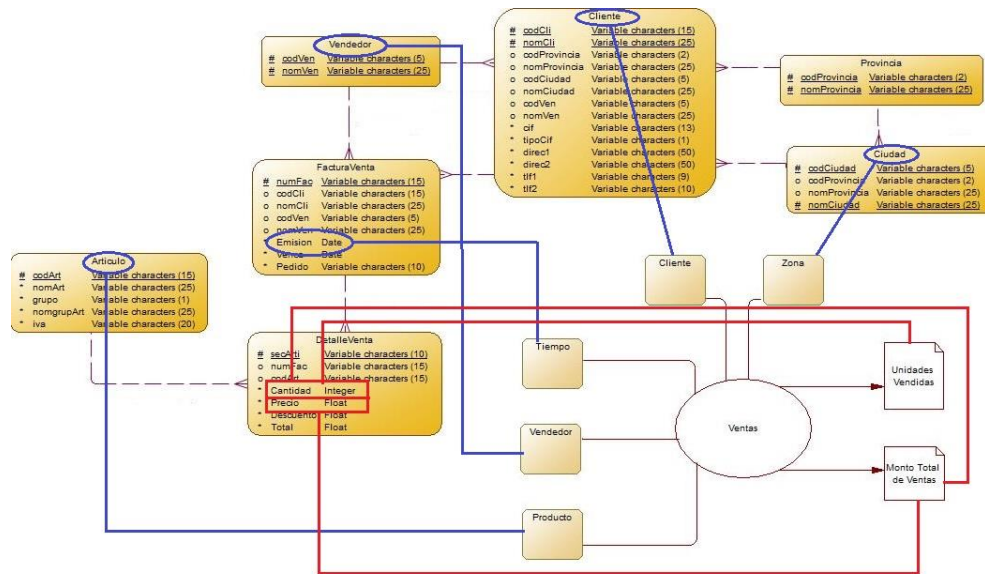 Vendedor
# codVen Variable characters (5)
# nomVen Variable characters (25)
Cliente
# codCli Variable characters (15)
# nomCli Variable characters (25)
o codProvincia Variable characters (2)
o nomProvincia Variable characters (25)
o codCiudad Variable characters (5)
o nomCiudad Variable characters (25)
o codVen Variable characters (5)
o nomVen Variable characters (25)
* cif Variable characters (13)
* tipoCif Variable characters (1)
* direc1 Variable characters (50)
* direc2 Variable characters (50)
* tlf1 Variable characters (9)
* tlf2 Variable characters (10)
Provincia
# codProvincia Variable characters (2)
# nomProvincia Variable characters (25)
Ciudad
# codCiudad Variable characters (5)
o codProvincia Variable characters (2)
o nomProvincia Variable characters (25)
# nomCiudad Variable characters (25)
FacturaVenta
# numFac Variable characters (15)
o codCli Variable characters (15)
o nomCli Variable characters (25)
o codVen Variable characters (5)
o nomVen Variable characters (25)
* Emision Date
* Date
* Pedido Variable characters (10)
Articulo
# codArt Variable characters (15)
* nomArt Variable characters (25)
* grupo Variable characters (1)
* nomgrupArt Variable characters (25)
* iva Variable characters (20)
DetalleVenta
# secArti Variable characters (10)
o numFac Variable characters (15)
o codArt Variable characters (15)
* Cantidad Integer
* Precio Float
* Descuento Float
* Total Float
Cliente
Zona
Tiempo
Vendedor
Producto
Ventas
Unidades
Vendidas
Monto Total
de Ventas